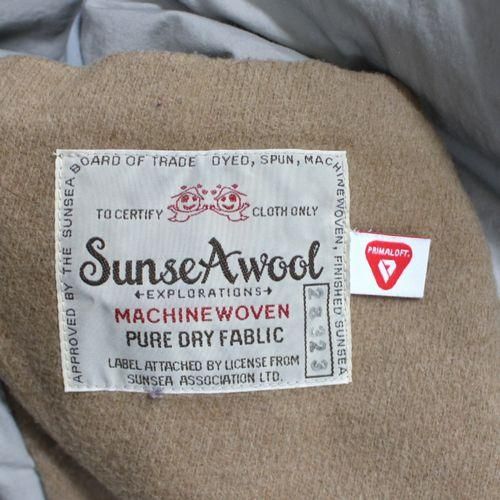 APPROVED BY THE SUNSEA BOARD OF TRADE DYED, SPUN, MACHINEWOVEN, FINISHED SUNSEA
TO CERTIFY CLOTH ONLY
SunseAwool
EXPLORATIONS
MACHINEWOVEN
PURE DRY FABLIC
LABEL ATTACHED BY LICENSE FROM
SUNSEA ASSOCIATION LTD.
PRIMALOFT